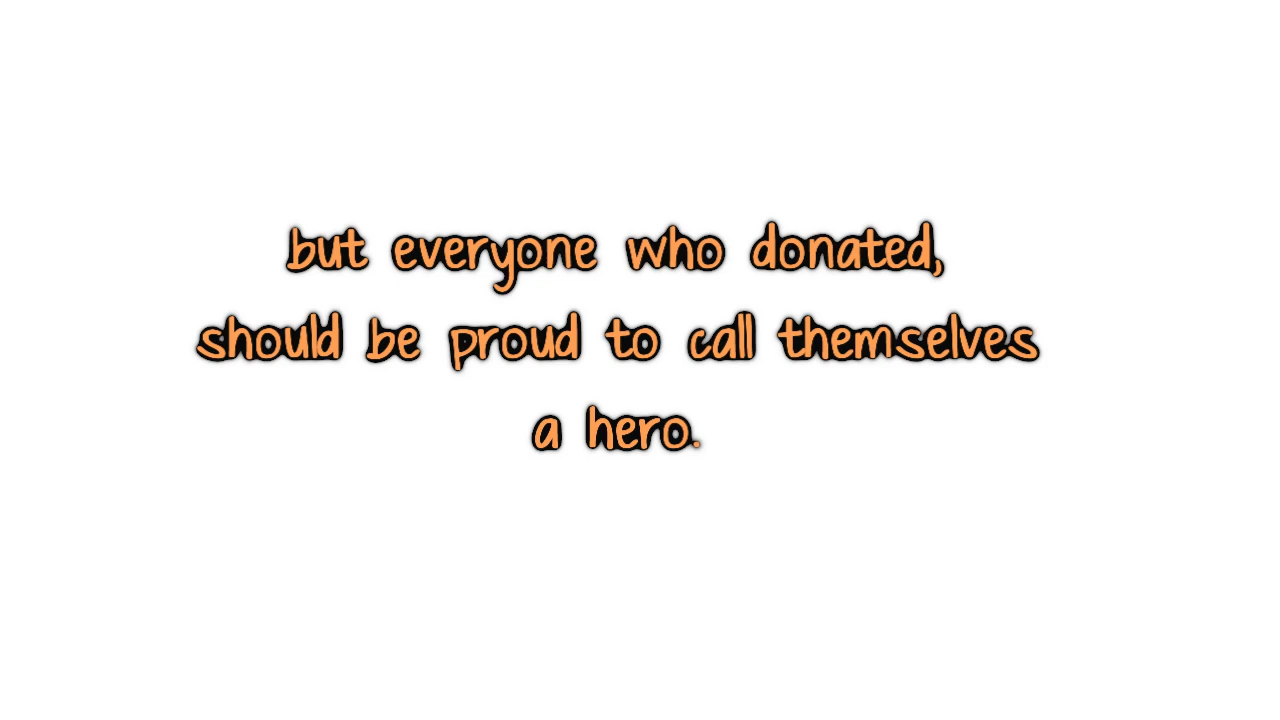 but everyone who donated,
should be proud to call themselves
a hero.